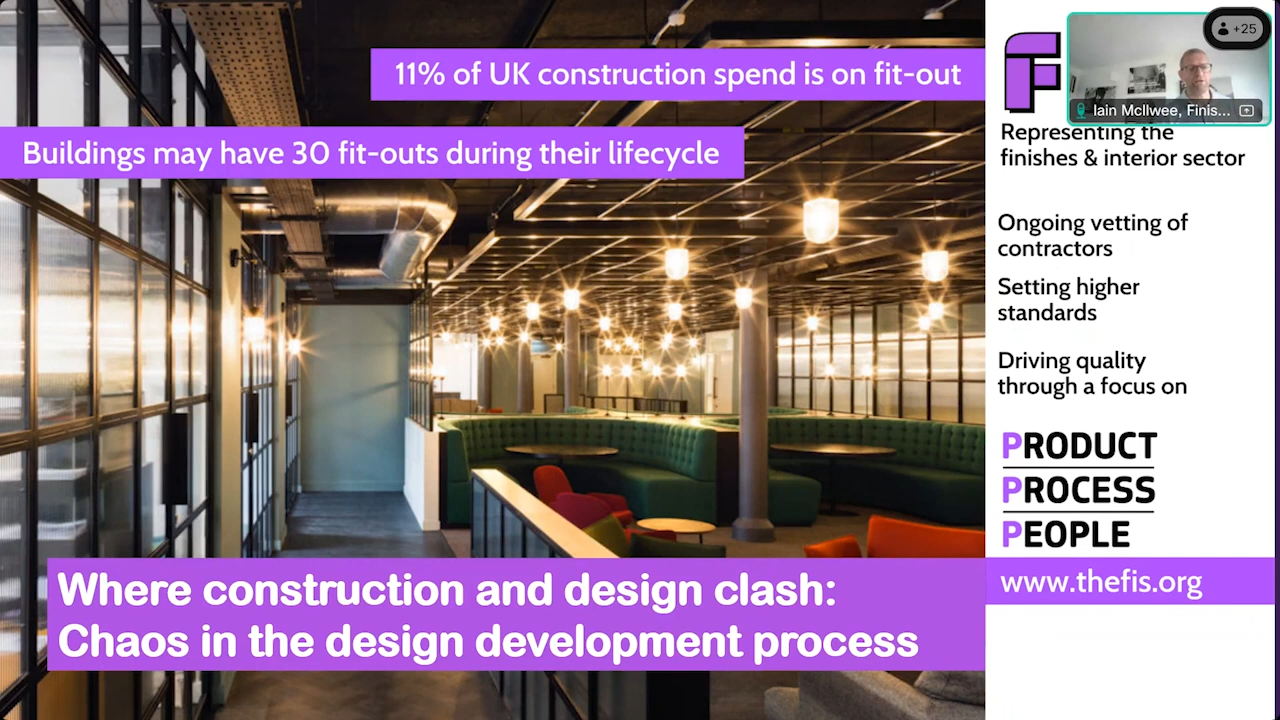 11% of UK construction spend is on fit-out
Buildings may have 30 fit-outs during their lifecycle
Where construction and design clash:
Chaos in the design development process
+25
Iain McIlwee, Finis...
Representing the
finishes & interior sector
Ongoing vetting of
contractors
Setting higher
standards
Driving quality
through a focus on
PRODUCT
PROCESS
PEOPLE
www.thefis.org